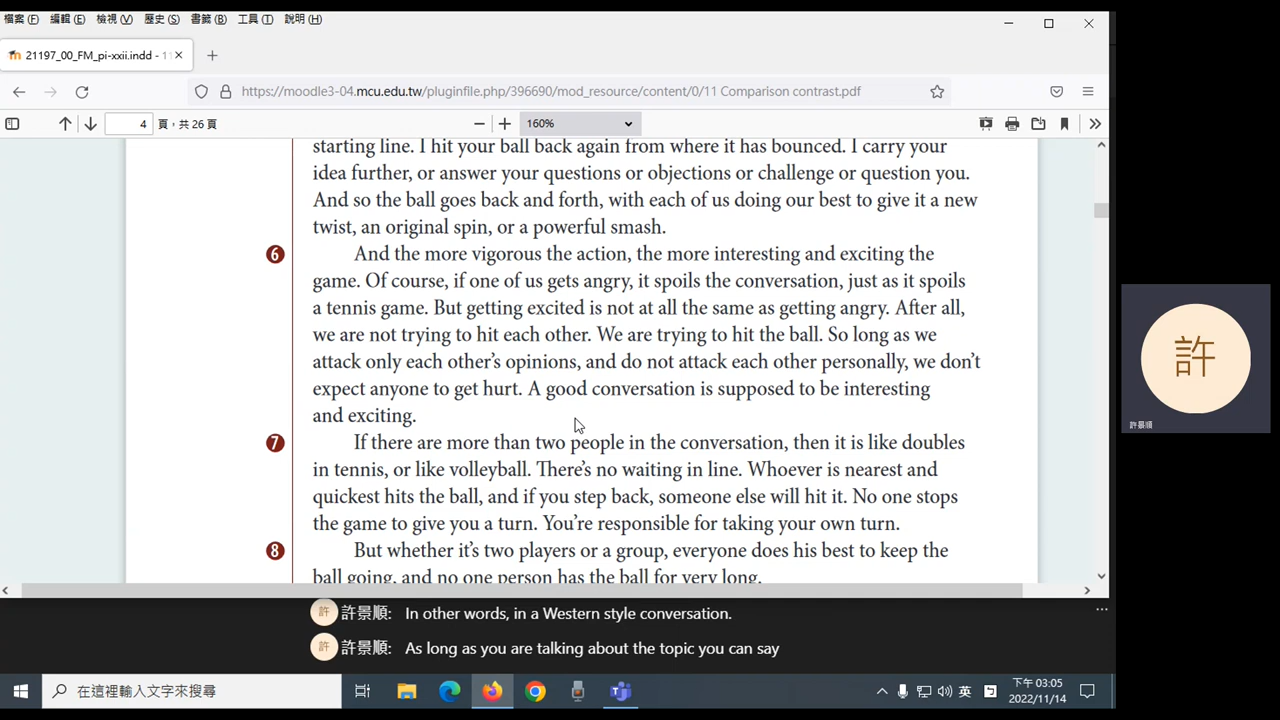 檔案(F) 編輯(E) 檢視(V) 歷史(S) 書籤(B) 工具(T) 說明(H)
21197_00_FM_pi-xxii.indd - 11
https://moodle3-04.mcu.edu.tw/pluginfile.php/396690/mod_resource/content/0/11 Comparison contrast.pdf
4 頁，共 26 頁 160%
starting line. I hit your ball back again from where it has bounced. I carry your
idea further, or answer your questions or objections or challenge or question you.
And so the ball goes back and forth, with each of us doing our best to give it a new
twist, an original spin, or a powerful smash.
6 And the more vigorous the action, the more interesting and exciting the
game. Of course, if one of us gets angry, it spoils the conversation, just as it spoils
a tennis game. But getting excited is not at all the same as getting angry. After all,
we are not trying to hit each other. We are trying to hit the ball. So long as we
attack only each other's opinions, and do not attack each other personally, we don't
expect anyone to get hurt. A good conversation is supposed to be interesting
and exciting.
7 If there are more than two people in the conversation, then it is like doubles
in tennis, or like volleyball. There's no waiting in line. Whoever is nearest and
quickest hits the ball, and if you step back, someone else will hit it. No one stops
the game to give you a turn. You're responsible for taking your own turn.
8 But whether it's two players or a group, everyone does his best to keep the
ball going, and no one person has the ball for very long.
許
許景順
許 許景順: In other words, in a Western style conversation.
許 許景順: As long as you are talking about the topic you can say
在這裡輸入文字來搜尋
英
下午 03:05
2022/11/14